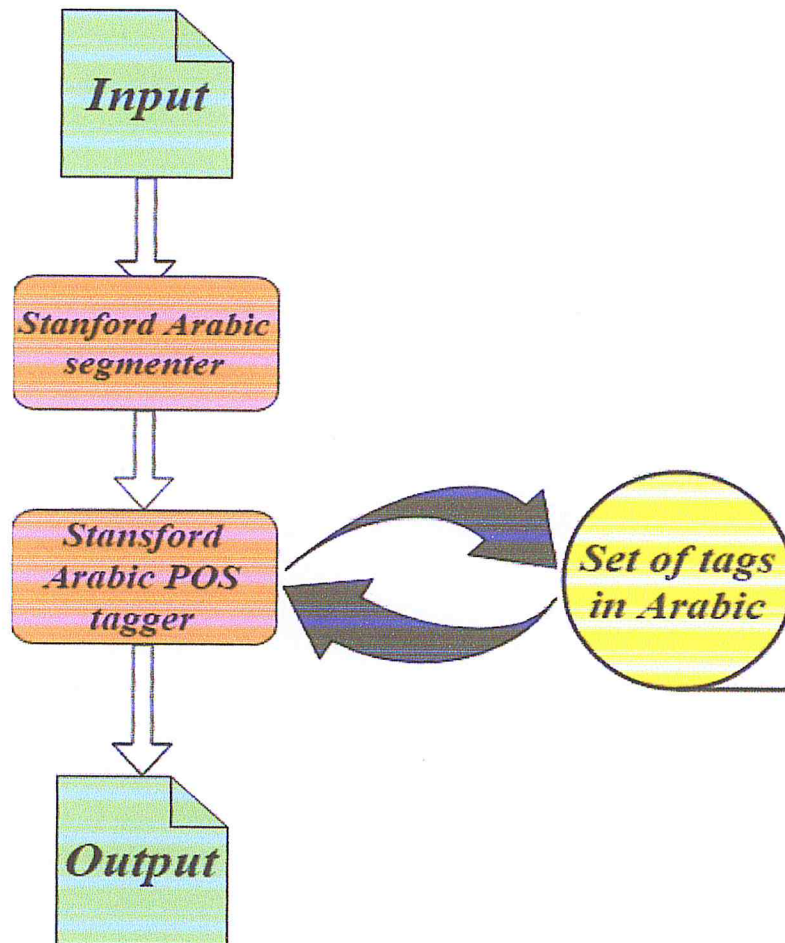 Input
Stanford Arabic
segmenter
Stansford
Arabic POS
tagger
Set of tags
in Arabic
Output